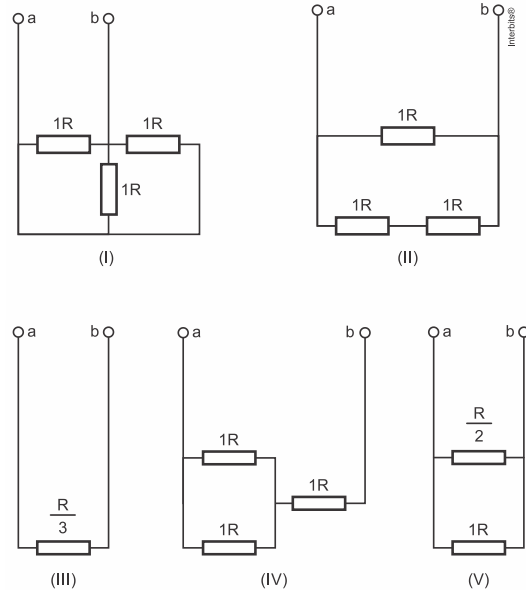 a b
a b
Interbits®
1R 1R
1R
(I)
1R
1R 1R
(II)
a b
R
3
(III)
a b
1R
1R
1R
(IV)
a b
R
2
1R
(V)